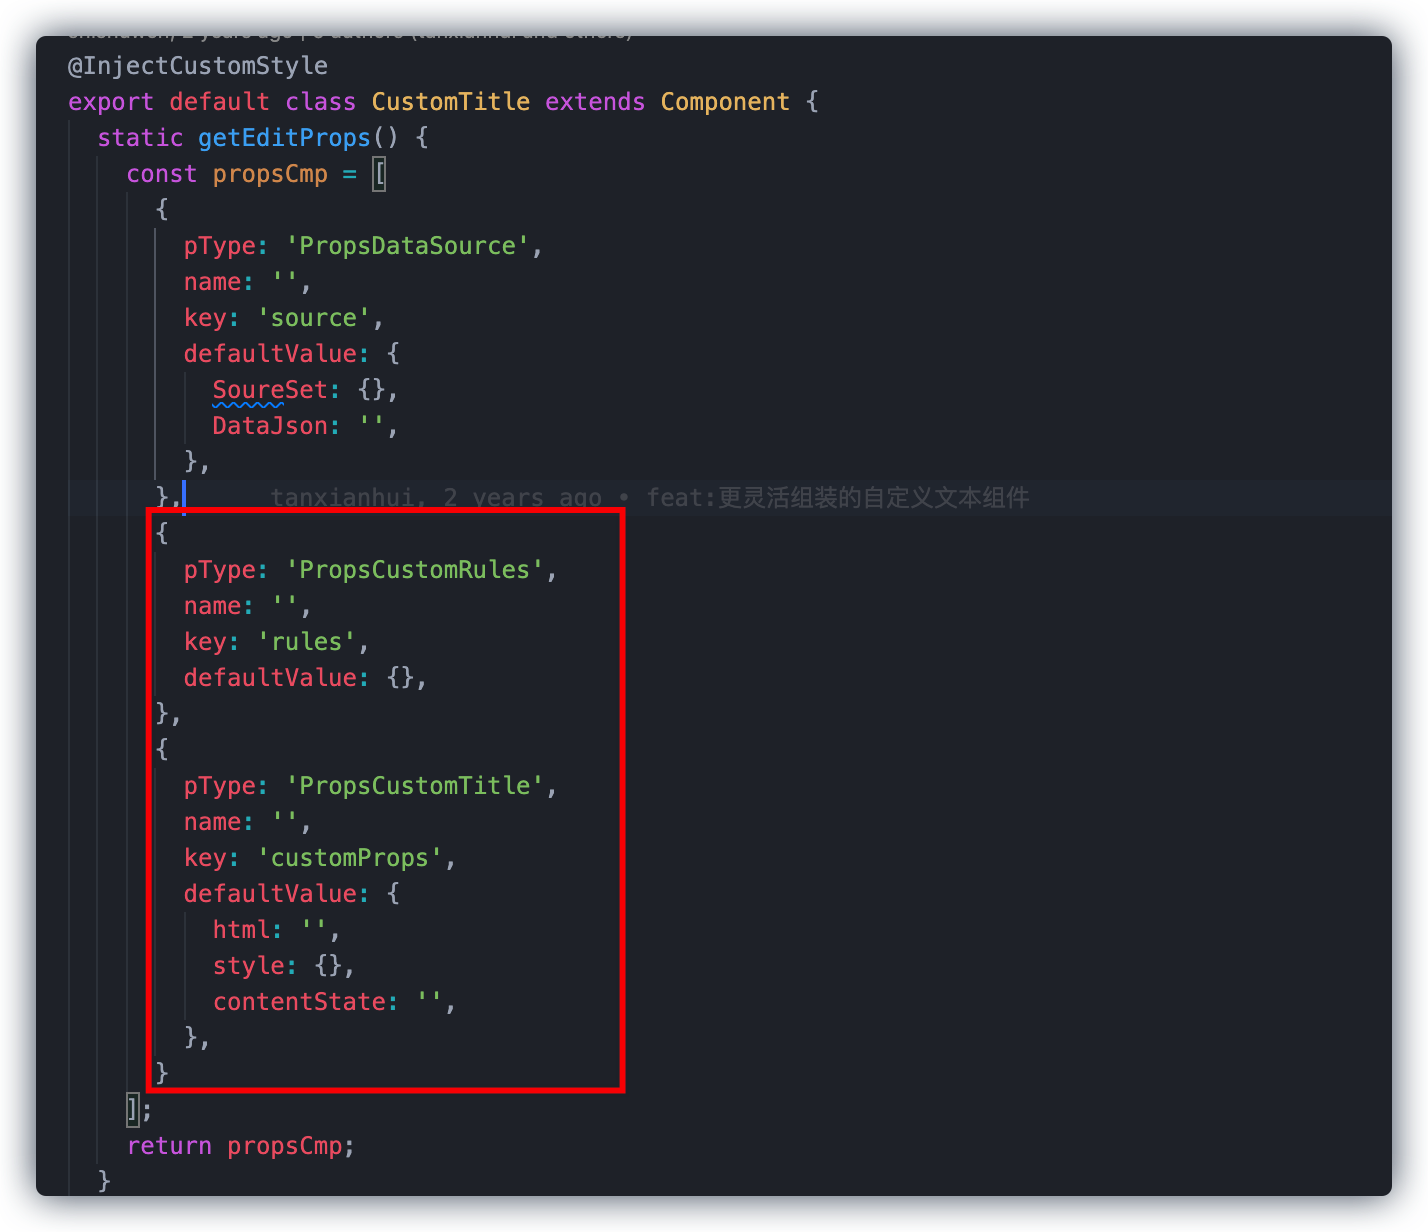 @InjectCustomStyle
export default class CustomTitle extends Component {
static getEditProps() {
const propsCmp = [
{
pType: 'PropsDataSource',
name: '',
key: 'source',
defaultValue: {
SoureSet: {},
DataJson: '',
},
}, tanxianhui, 2 years ago • feat:更灵活组装的自定义文本组件
{
pType: 'PropsCustomRules',
name: '',
key: 'rules',
defaultValue: {},
},
{
pType: 'PropsCustomTitle',
name: '',
key: 'customProps',
defaultValue: {
html: '',
style: {},
contentState: '',
},
}
];
return propsCmp;
}